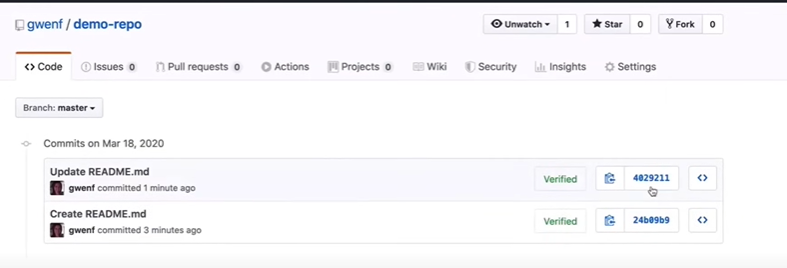 gwenf / demo-repo
Unwatch 1 Star 0 Fork 0
Code Issues 0 Pull requests 0 Actions Projects 0 Wiki Security Insights Settings
Branch: master
Commits on Mar 18, 2020
Update README.md
Verified 4029211
gwenf committed 1 minute ago
Create README.md
Verified 24b09b9
gwenf committed 3 minutes ago